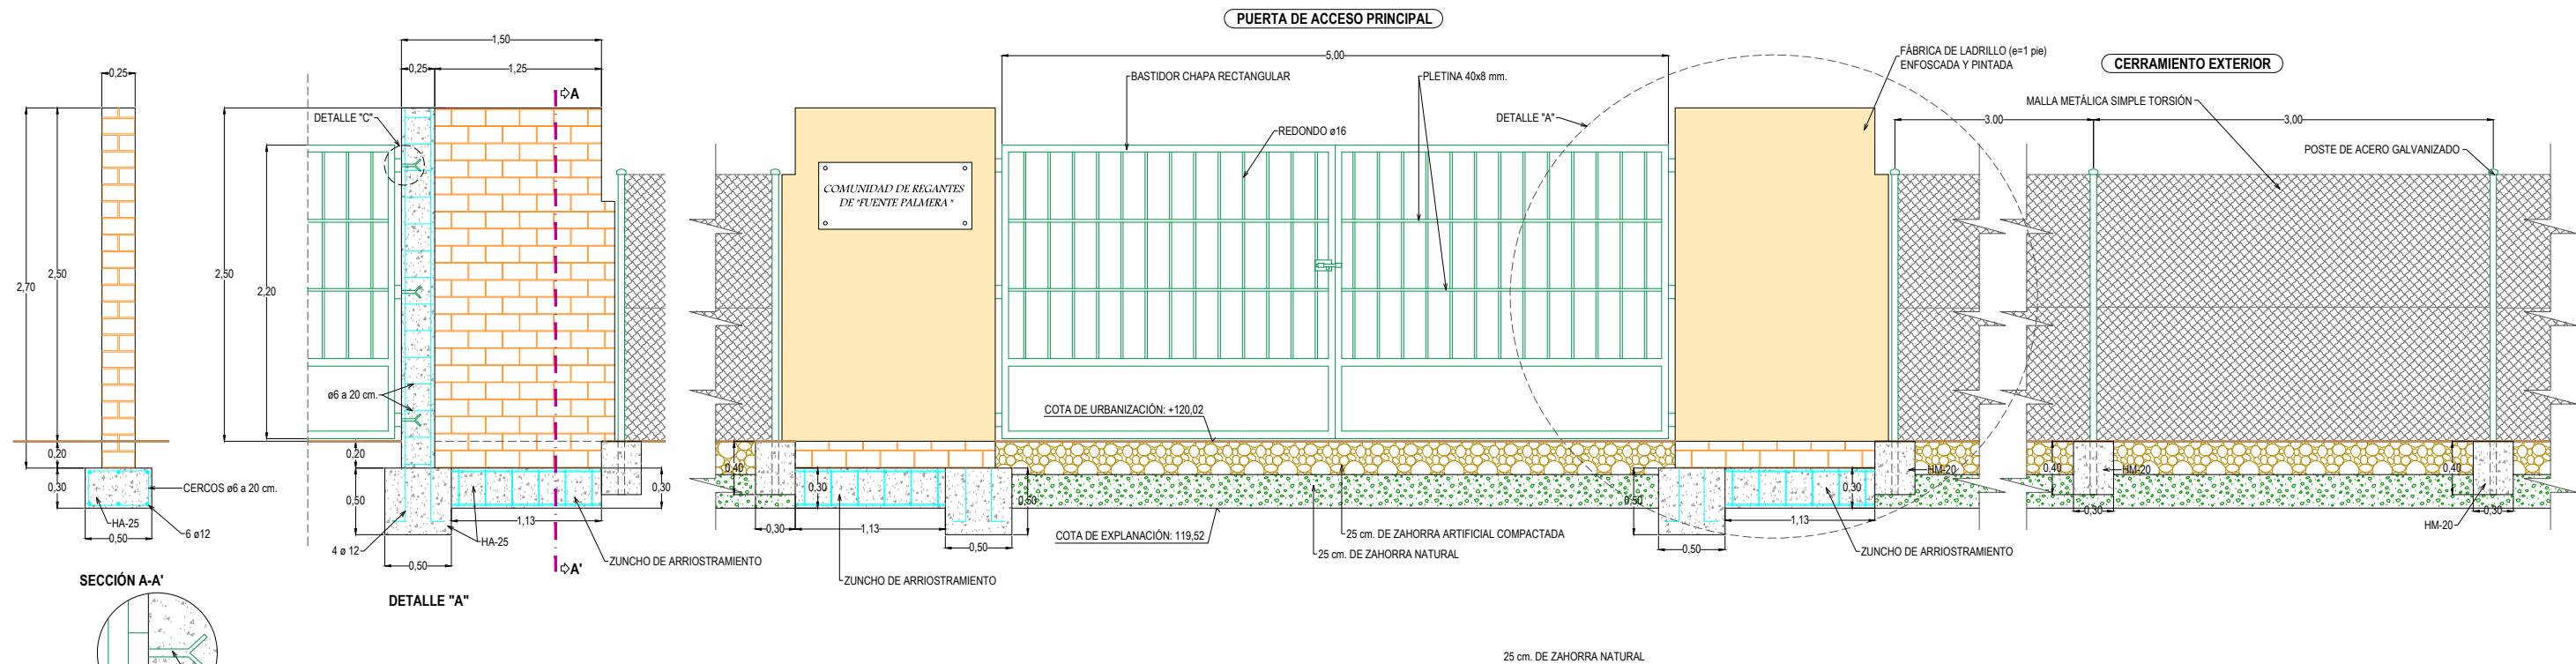 PUERTA DE ACCESO PRINCIPAL
CERRAMIENTO EXTERIOR
0,25
2,70
2,50
0,20
0,30
CERCOS ø6 a 20 cm.
HA-25
6 ø12
0,50
SECCIÓN A-A'
1,50
0,25
1,25
A
DETALLE "C"
2,50
2,20
ø6 a 20 cm.
0,20
0,50
0,30
1,13
4 ø 12
HA-25
0,50
A'
ZUNCHO DE ARRIOSTRAMIENTO
DETALLE "A"
5,00
BASTIDOR CHAPA RECTANGULAR
PLETINA 40x8 mm.
REDONDO ø16
DETALLE "A"
FÁBRICA DE LADRILLO (e=1 pie)
ENFOSCADA Y PINTADA
COMUNIDAD DE REGANTES
DE "FUENTE PALMERA"
COTA DE URBANIZACIÓN: +120,02
0,40
0,30
0,50
0,30
1,13
0,50
COTA DE EXPLANACIÓN: 119,52
25 cm. DE ZAHORRA ARTIFICIAL COMPACTADA
25 cm. DE ZAHORRA NATURAL
ZUNCHO DE ARRIOSTRAMIENTO
0,50
0,30
HM-20
1,13
0,50
ZUNCHO DE ARRIOSTRAMIENTO
MALLA METÁLICA SIMPLE TORSIÓN
3.00
3,00
POSTE DE ACERO GALVANIZADO
0,40
HM-20
0,30
0,40
0,30
HM-20
25 cm. DE ZAHORRA NATURAL